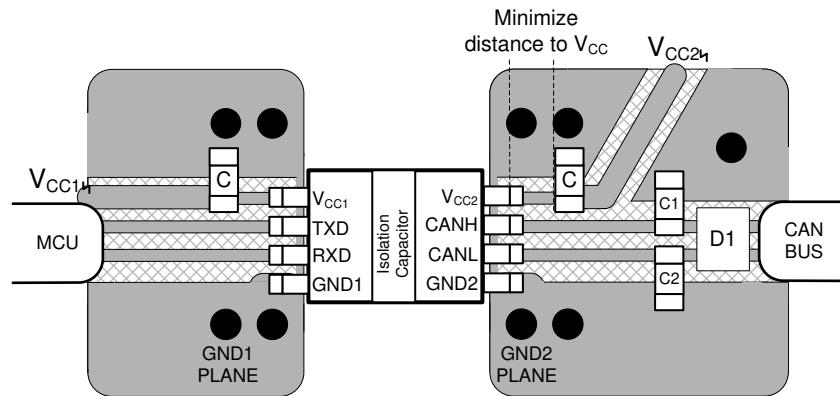 Minimize
distance to VCC
VCC2
VCC1
C
C
VCC1
TXD
RXD
GND1
Isolation
Capacitor
VCC2
CANH
CANL
GND2
MCU
C1
C2
D1
CAN
BUS
GND1
PLANE
GND2
PLANE